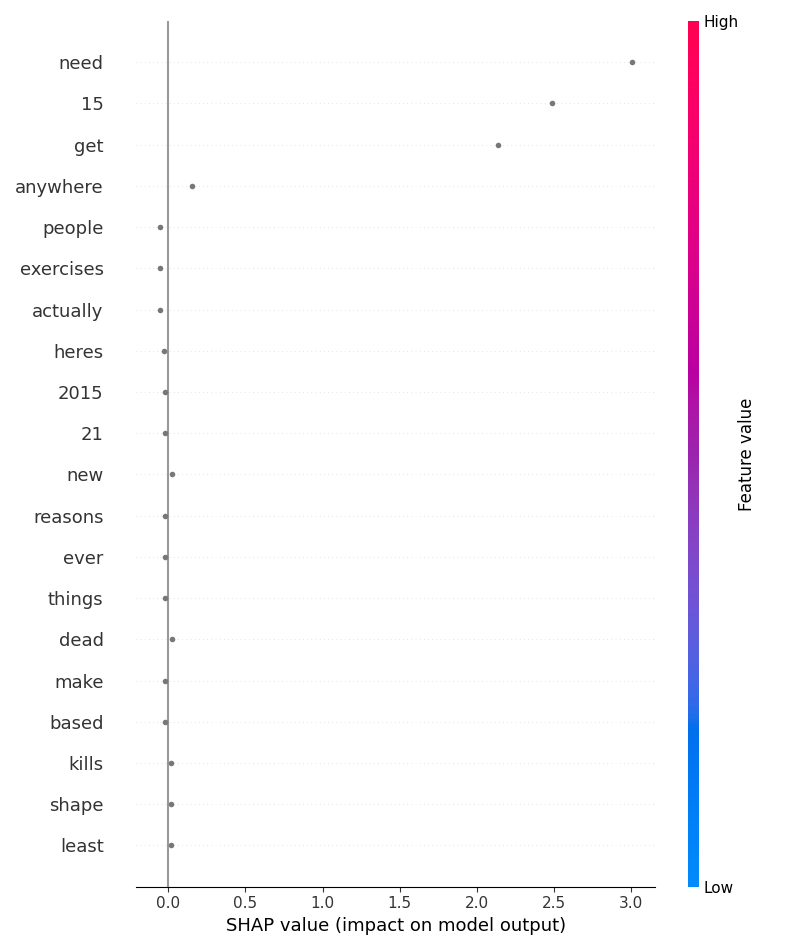 High
need
15
get
anywhere
people
exercises
actually
heres
2015
21
new
reasons
ever
things
dead
make
based
kills
shape
least
Feature value
Low
0.0 0.5 1.0 1.5 2.0 2.5 3.0
SHAP value (impact on model output)